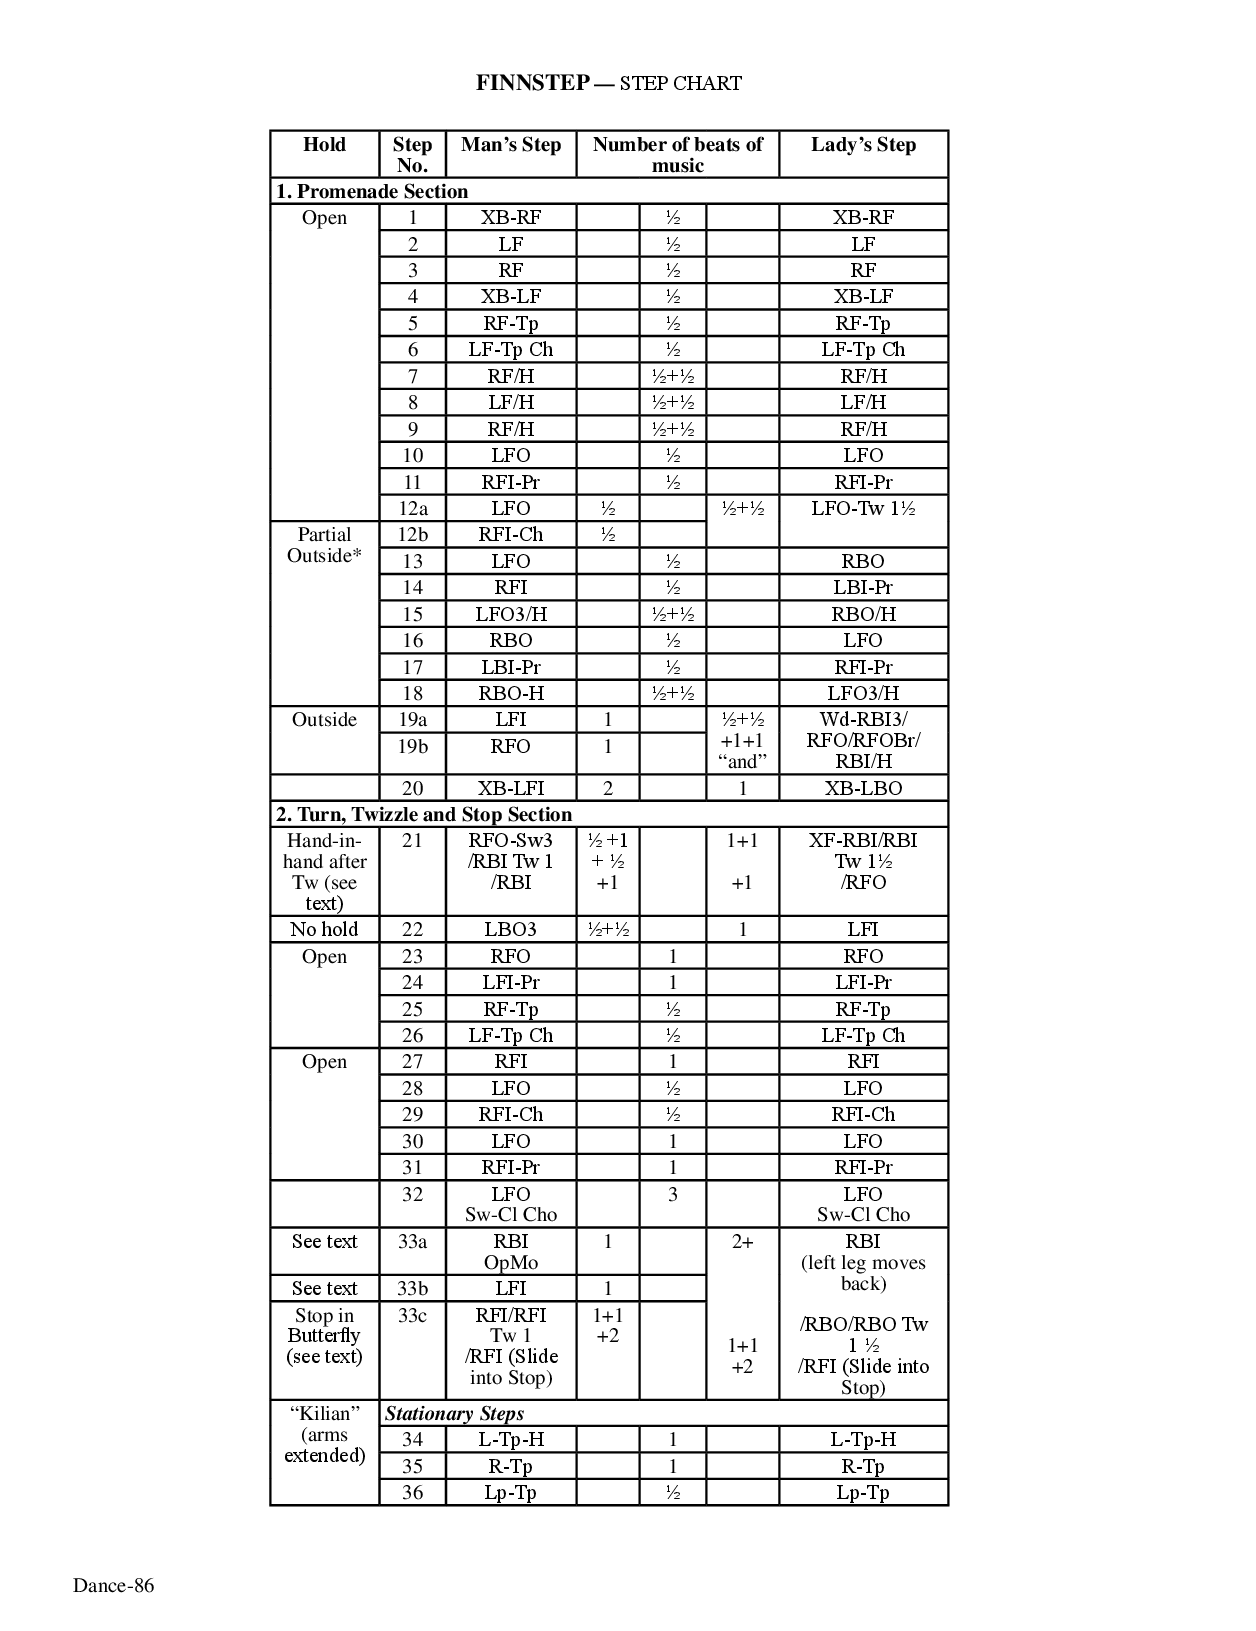 FINNSTEP — STEP CHART
Hold Step No. Man’s Step Number of beats of music Lady’s Step
1. Promenade Section
Open 1 XB-RF ½ XB-RF
2 LF ½ LF
3 RF ½ RF
4 XB-LF ½ XB-LF
5 RF-Tp ½ RF-Tp
6 LF-Tp Ch ½ LF-Tp Ch
7 RF/H ½+½ RF/H
8 LF/H ½+½ LF/H
9 RF/H ½+½ RF/H
10 LFO ½ LFO
11 RFI-Pr ½ RFI-Pr
12a LFO ½ ½+½ LFO-Tw 1½
Partial 12b RFI-Ch ½
Outside* 13 LFO ½ RBO
14 RFI ½ LBI-Pr
15 LFO3/H ½+½ RBO/H
16 RBO ½ LFO
17 LBI-Pr ½ RFI-Pr
18 RBO-H ½+½ LFO3/H
Outside 19a LFI 1 ½+½ Wd-RBI3/
19b RFO 1 +1+1 RFO/RFOBr/
“and” RBI/H
20 XB-LFI 2 1 XB-LBO
2. Turn, Twizzle and Stop Section
Hand-in- 21 RFO-Sw3 ½ +1 1+1 XF-RBI/RBI
hand after /RBI Tw 1 + ½ Tw 1½
Tw (see /RBI +1 +1 /RFO
text)
No hold 22 LBO3 ½+½ 1 LFI
Open 23 RFO 1 RFO
24 LFI-Pr 1 LFI-Pr
25 RF-Tp ½ RF-Tp
26 LF-Tp Ch ½ LF-Tp Ch
Open 27 RFI 1 RFI
28 LFO ½ LFO
29 RFI-Ch ½ RFI-Ch
30 LFO 1 LFO
31 RFI-Pr 1 RFI-Pr
32 LFO 3 LFO
Sw-Cl Cho Sw-Cl Cho
See text 33a RBI 1 2+ RBI
OpMo (left leg moves
See text 33b LFI 1 back)
Stop in 33c RFI/RFI 1+1
Butterfly Tw 1 +2 /RBO/RBO Tw
(see text) /RFI (Slide 1+1 1 ½
into Stop) +2 /RFI (Slide into
Stop)
“Kilian” Stationary Steps
(arms 34 L-Tp-H 1 L-Tp-H
extended) 35 R-Tp 1 R-Tp
36 Lp-Tp ½ Lp-Tp
Dance-86